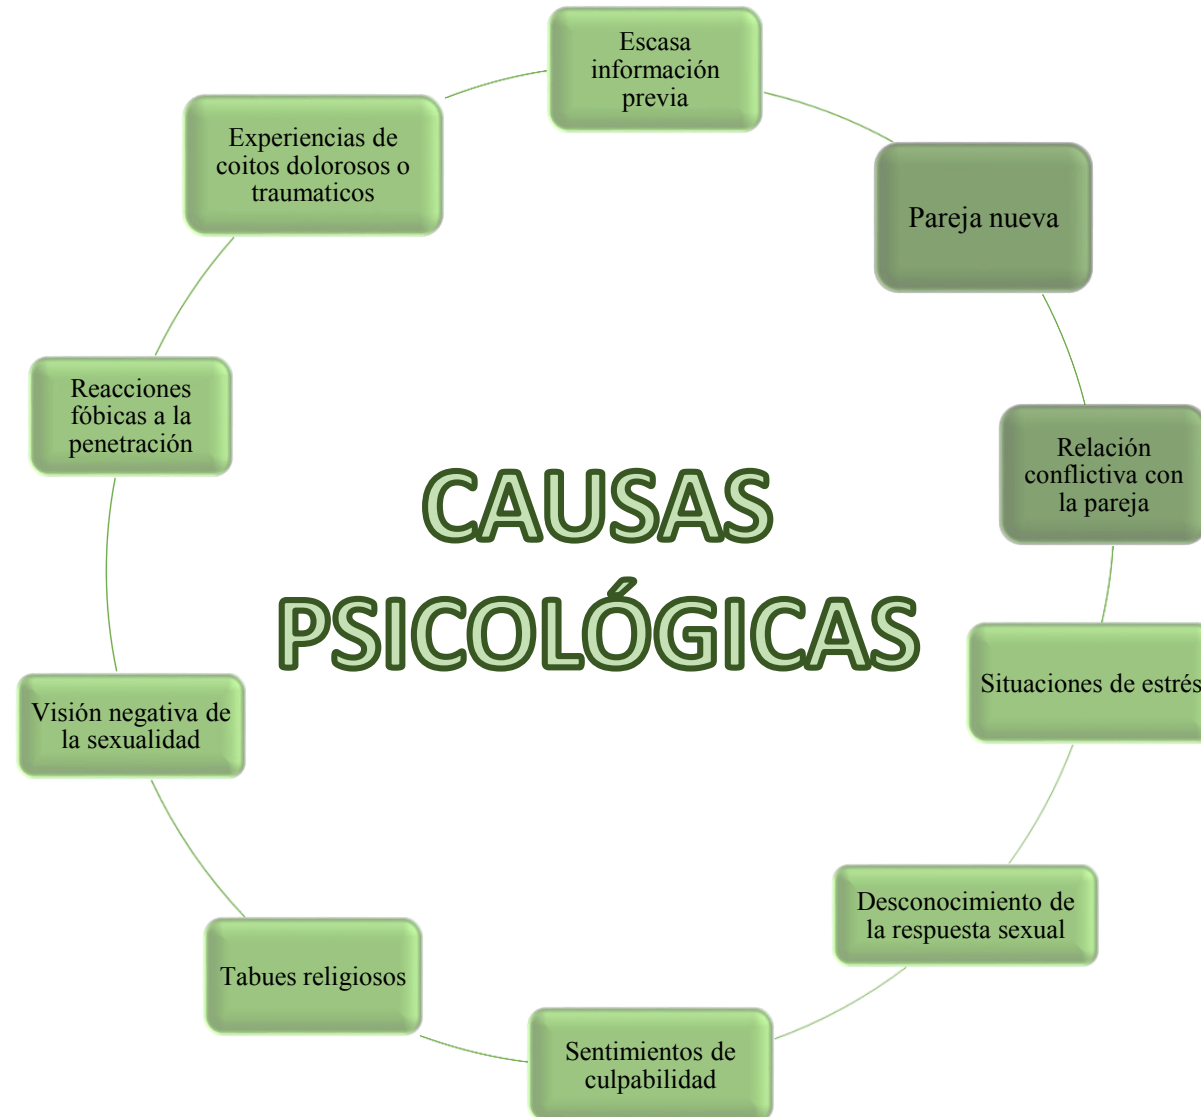 Escasa
información
previa
Pareja nueva
Relación
conflictiva con
la pareja
Situaciones de estrés
Desconocimiento de
la respuesta sexual
Sentimientos de
culpabilidad
Tabues religiosos
Visión negativa de
la sexualidad
Reacciones
fóbicas a la
penetración
Experiencias de
coitos dolorosos o
traumaticos
CAUSAS
PSICOLÓGICAS